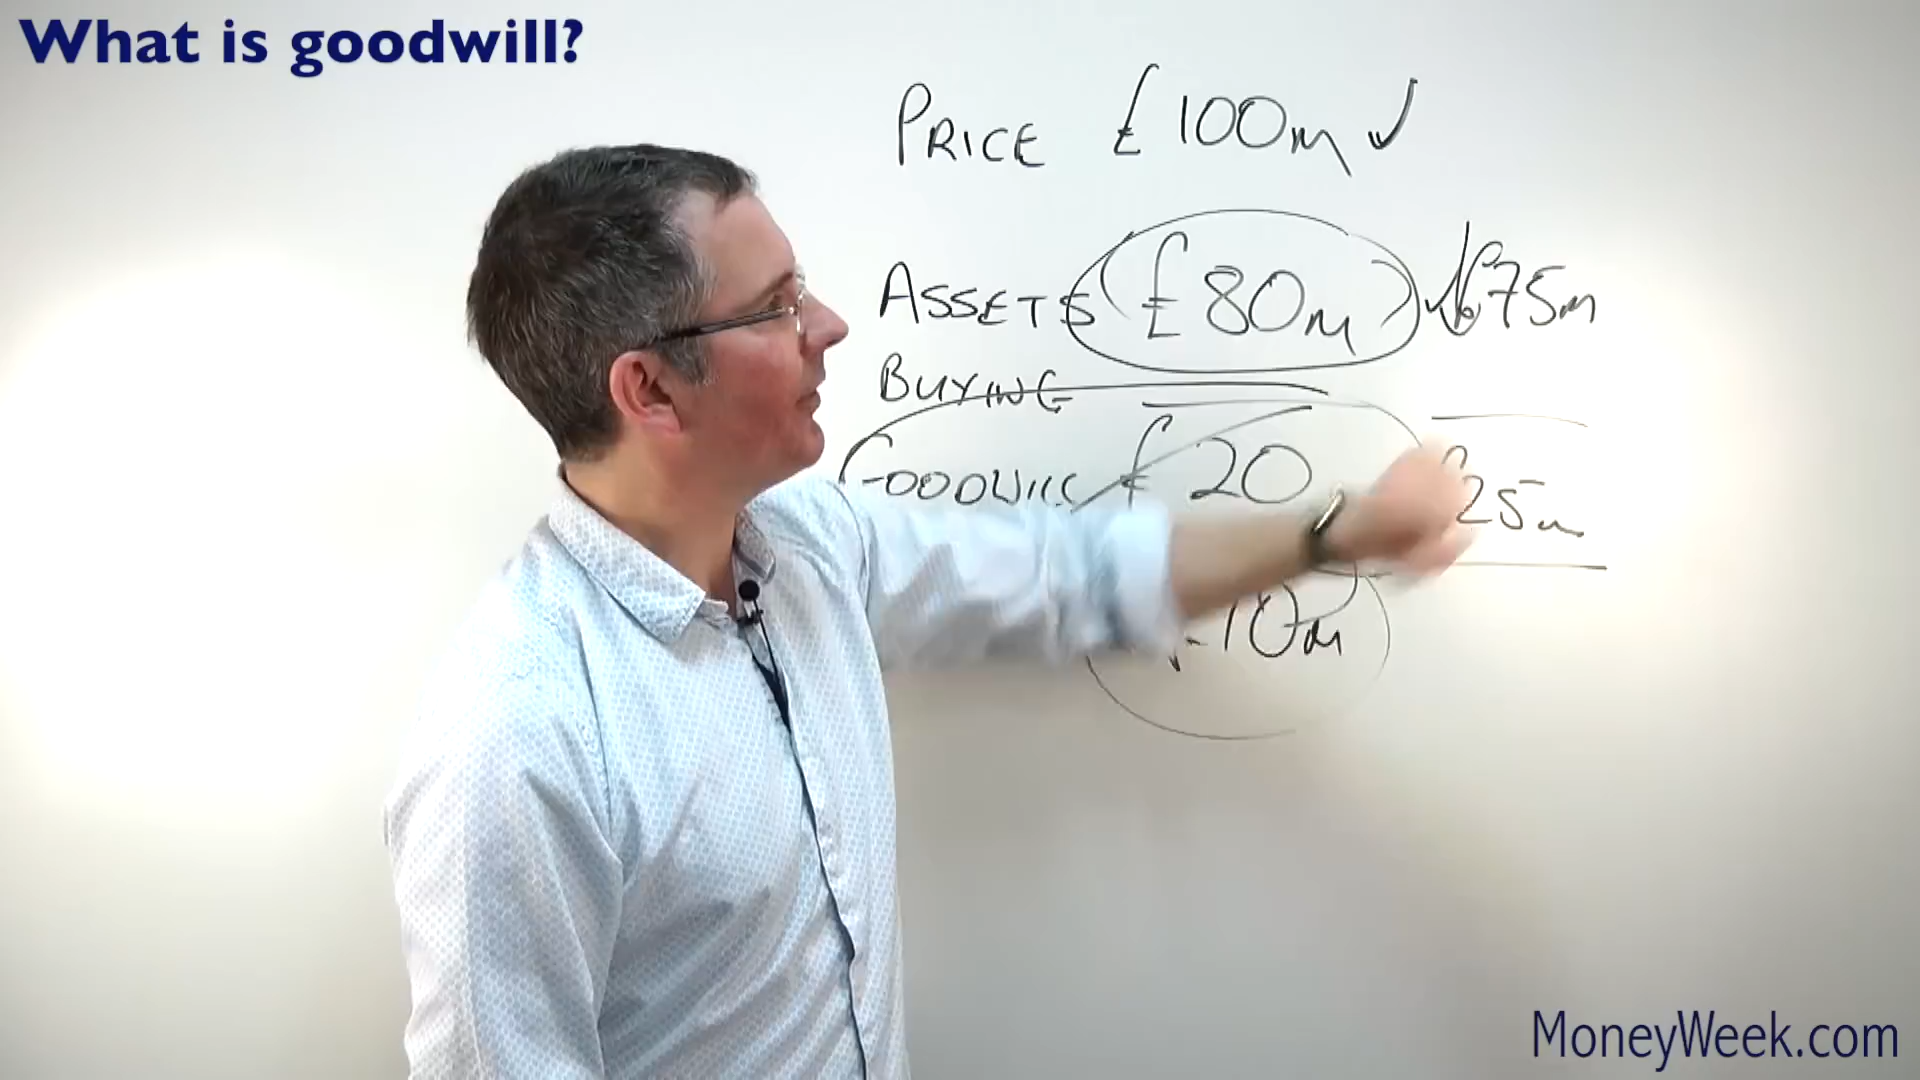 What is goodwill?
PRICE £100m
ASSETS (£80m) £75m
BUYING
GOODWILL £20 £25m
10m
MoneyWeek.com